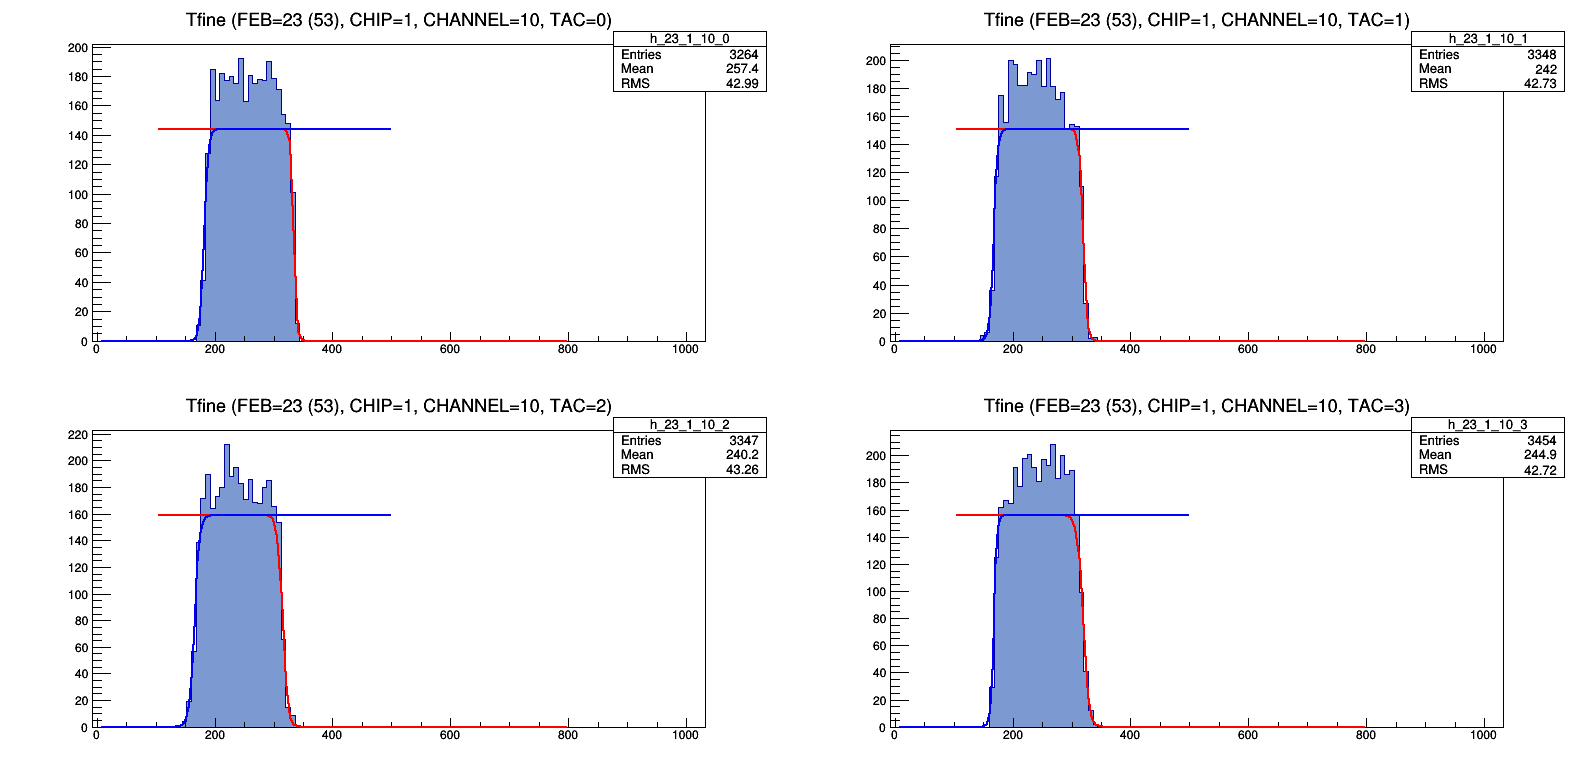 Tfine (FEB=23 (53), CHIP=1, CHANNEL=10, TAC=0)
h_23_1_10_0
Entries 3264
Mean 257.4
RMS 42.99
200
180
160
140
120
100
80
60
40
20
0
0 200 400 600 800 1000
Tfine (FEB=23 (53), CHIP=1, CHANNEL=10, TAC=1)
h_23_1_10_1
Entries 3348
Mean 242
RMS 42.73
200
180
160
140
120
100
80
60
40
20
0
0 200 400 600 800 1000
Tfine (FEB=23 (53), CHIP=1, CHANNEL=10, TAC=2)
h_23_1_10_2
Entries 3347
Mean 240.2
RMS 43.26
220
200
180
160
140
120
100
80
60
40
20
0
0 200 400 600 800 1000
Tfine (FEB=23 (53), CHIP=1, CHANNEL=10, TAC=3)
h_23_1_10_3
Entries 3454
Mean 244.9
RMS 42.72
200
180
160
140
120
100
80
60
40
20
0
0 200 400 600 800 1000